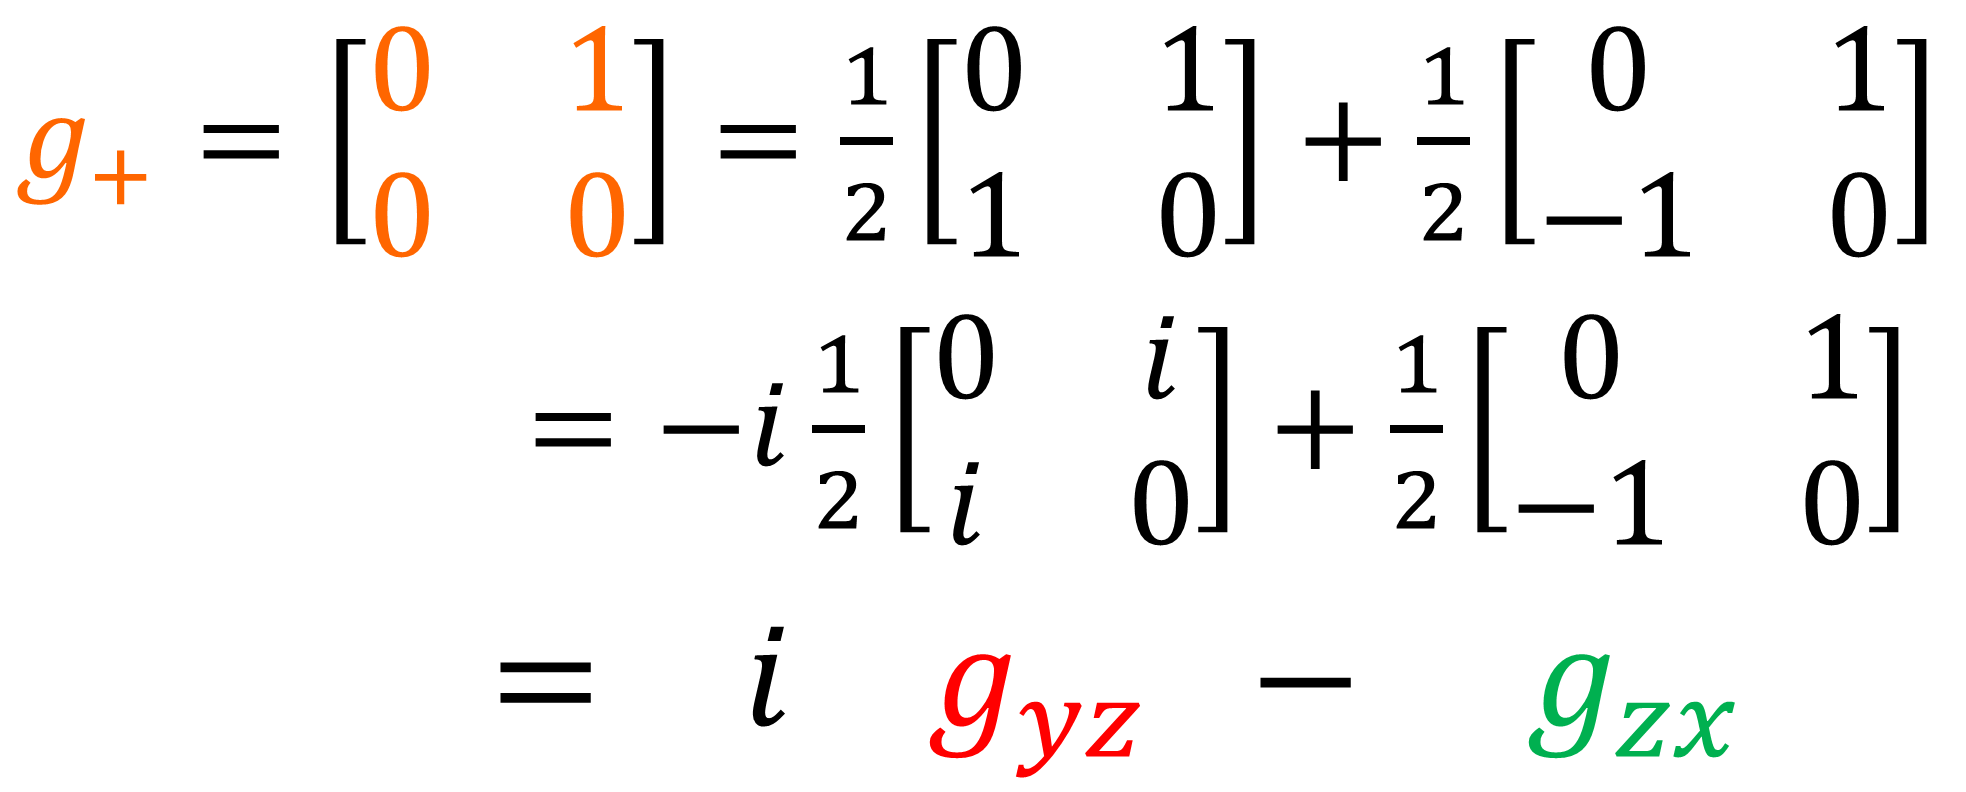 g₊ = [0 1; 0 0] = 1/2 [0 1; 1 0] + 1/2 [0 1; −1 0]
= −i 1/2 [0 i; i 0] + 1/2 [0 1; −1 0]
= i g_yz − g_zx